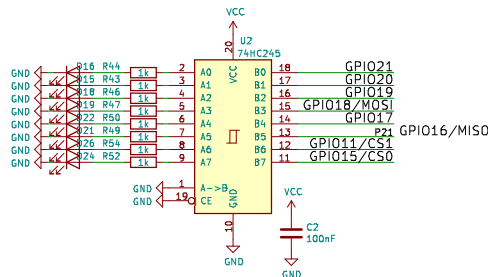 VCC
20
U2
74HC245
GND D16 R44 1k 2 A0 VCC B0 18 GPIO21
GND D15 R43 1k 3 A1 B1 17 GPIO20
GND D18 R46 1k 4 A2 B2 16 GPIO19
GND D19 R47 1k 5 A3 B3 15 GPIO18/MOSI
GND D22 R50 1k 6 A4 B4 14 GPIO17
GND D21 R49 1k 7 A5 B5 13 P21 GPIO16/MISO
GND D26 R54 1k 8 A6 B6 12 GPIO11/CS1
GND D24 R52 1k 9 A7 B7 11 GPIO15/CS0
GND 1 A->B
GND 19 CE
GND
10
GND
VCC
C2
100nF
GND